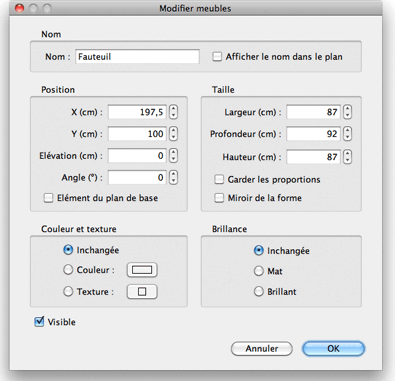 Modifier meubles
Nom
Nom : Fauteuil Afficher le nom dans le plan
Position
X (cm) : 197,5
Y (cm) : 100
Elévation (cm) : 0
Angle (°) : 0
Elément du plan de base
Taille
Largeur (cm) : 87
Profondeur (cm) : 92
Hauteur (cm) : 87
Garder les proportions
Miroir de la forme
Couleur et texture
Inchangée
Couleur :
Texture :
Brillance
Inchangée
Mat
Brillant
Visible
Annuler OK